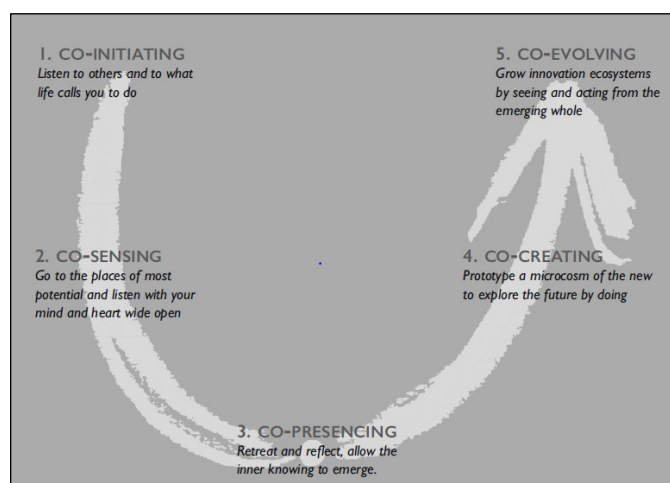 1. CO-INITIATING
Listen to others and to what
life calls you to do
2. CO-SENSING
Go to the places of most
potential and listen with your
mind and heart wide open
3. CO-PRESENCING
Retreat and reflect, allow the
inner knowing to emerge.
4. CO-CREATING
Prototype a microcosm of the new
to explore the future by doing
5. CO-EVOLVING
Grow innovation ecosystems
by seeing and acting from the
emerging whole